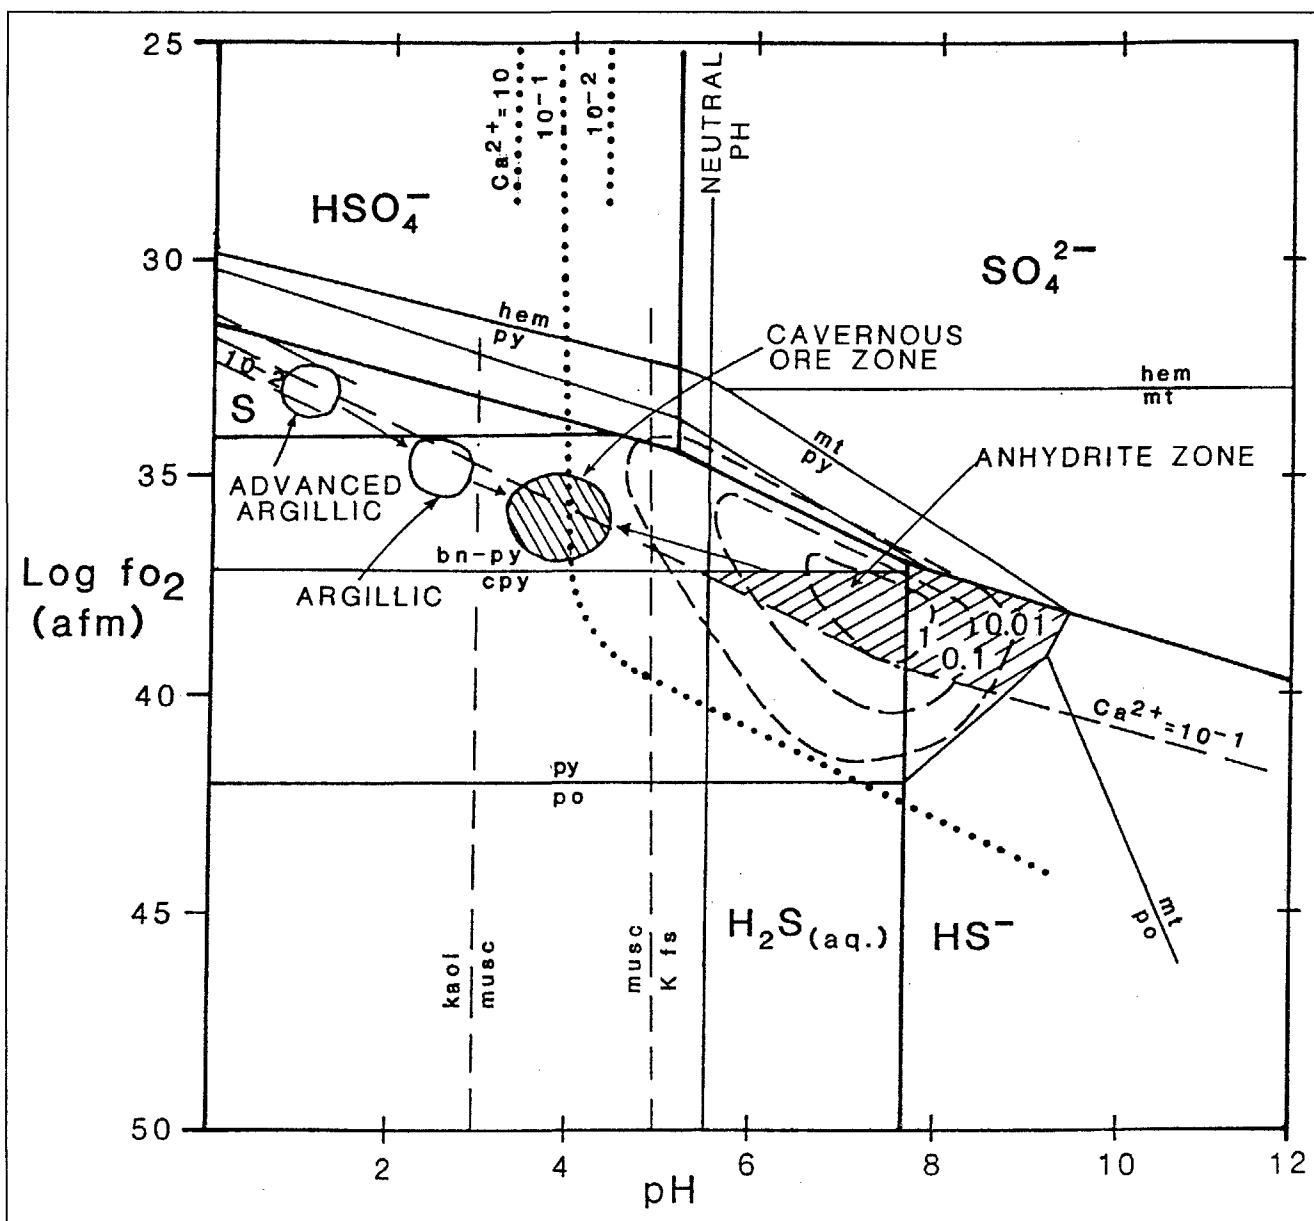 25
30
35
40
45
50
Log fo₂
(afm)
2
4
6
8
10
12
pH
Ca²⁺=10
10⁻¹
10⁻²
NEUTRAL
PH
HSO₄⁻
SO₄²⁻
hem
py
CAVERNOUS
ORE ZONE
hem
mt
mt
py
10⁻²
S
ANHYDRITE ZONE
ADVANCED
ARGILLIC
ARGILLIC
bn-py
cpy
1
0.1
0.01
Ca²⁺=10⁻¹
py
po
H₂S(aq.)
HS⁻
mt
po
kaol
musc
musc
K fs